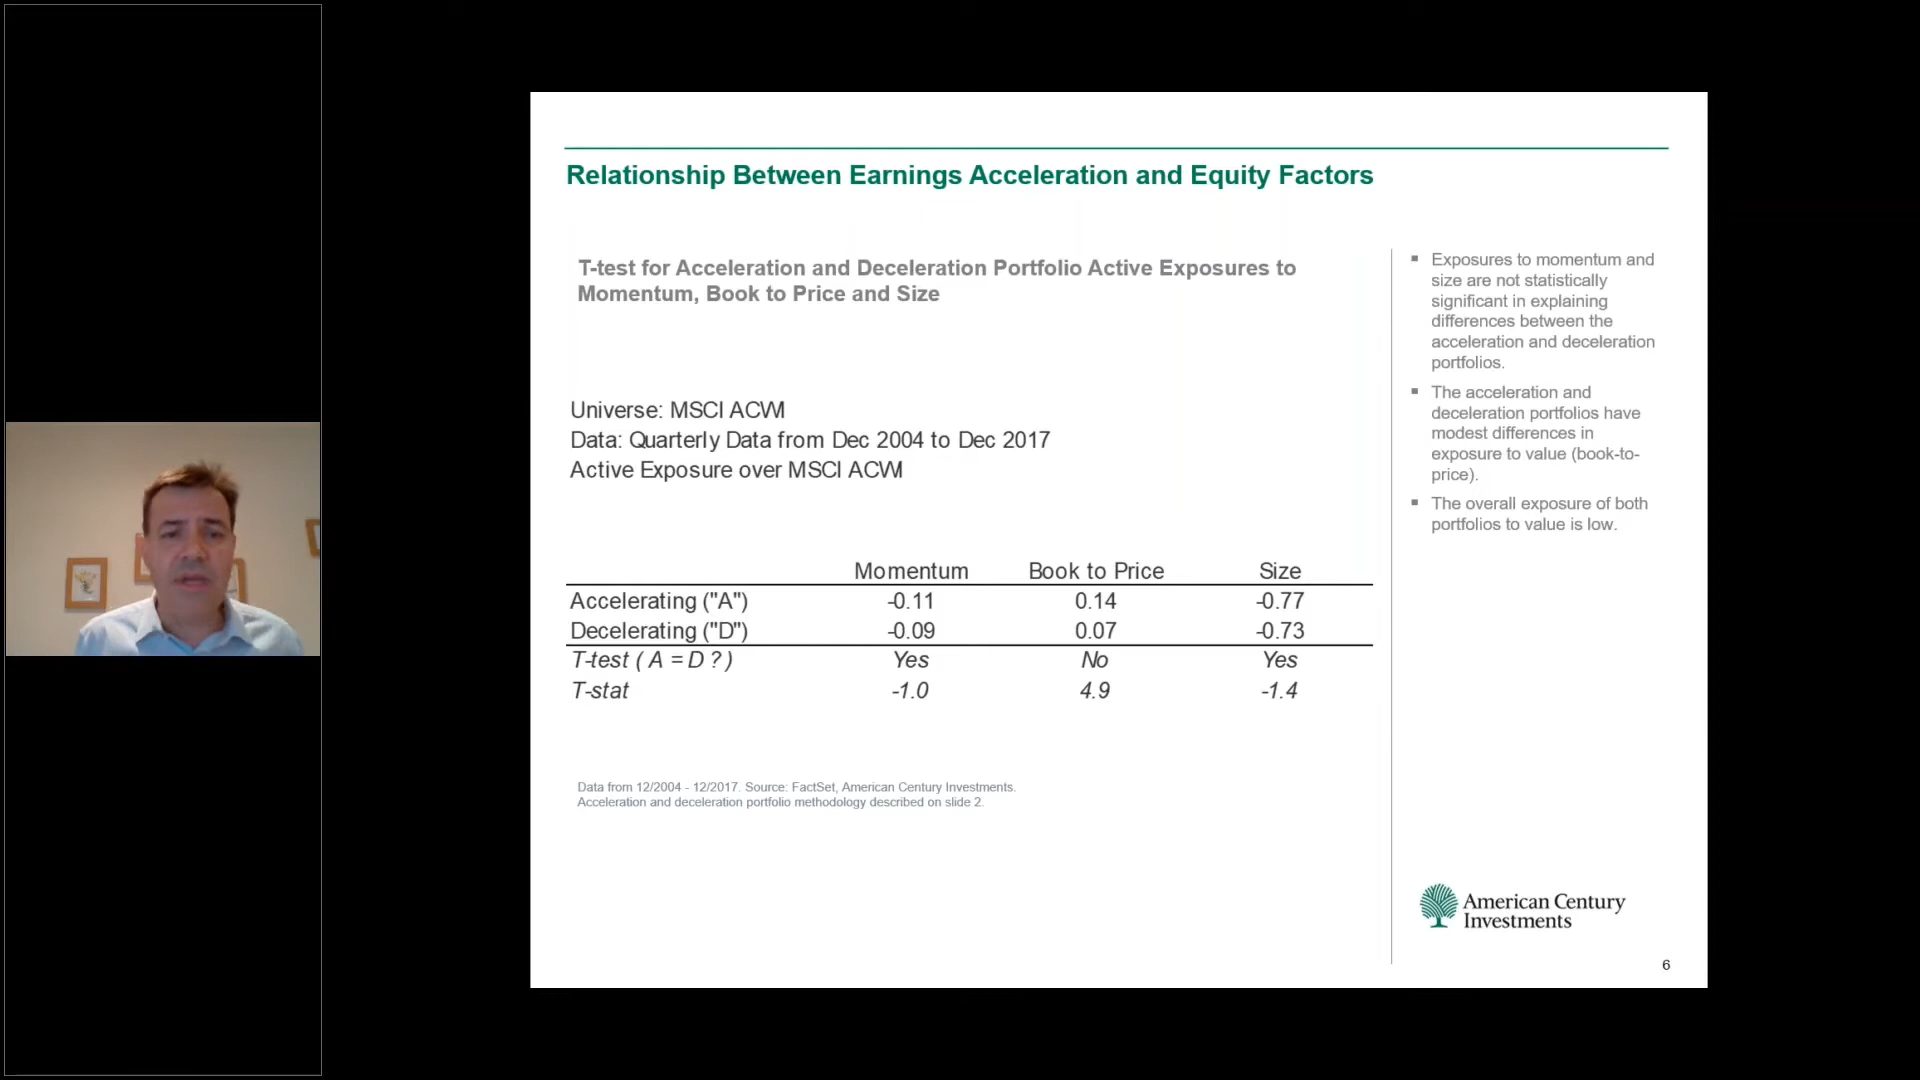 Relationship Between Earnings Acceleration and Equity Factors
T-test for Acceleration and Deceleration Portfolio Active Exposures to
Momentum, Book to Price and Size
Universe: MSCI ACWI
Data: Quarterly Data from Dec 2004 to Dec 2017
Active Exposure over MSCI ACWI
Momentum Book to Price Size
Accelerating ("A") -0.11 0.14 -0.77
Decelerating ("D") -0.09 0.07 -0.73
T-test ( A = D ? ) Yes No Yes
T-stat -1.0 4.9 -1.4
Data from 12/2004 - 12/2017. Source: FactSet, American Century Investments.
Acceleration and deceleration portfolio methodology described on slide 2.
▪ Exposures to momentum and
size are not statistically
significant in explaining
differences between the
acceleration and deceleration
portfolios.
▪ The acceleration and
deceleration portfolios have
modest differences in
exposure to value (book-to-
price).
▪ The overall exposure of both
portfolios to value is low.
American Century
Investments
6